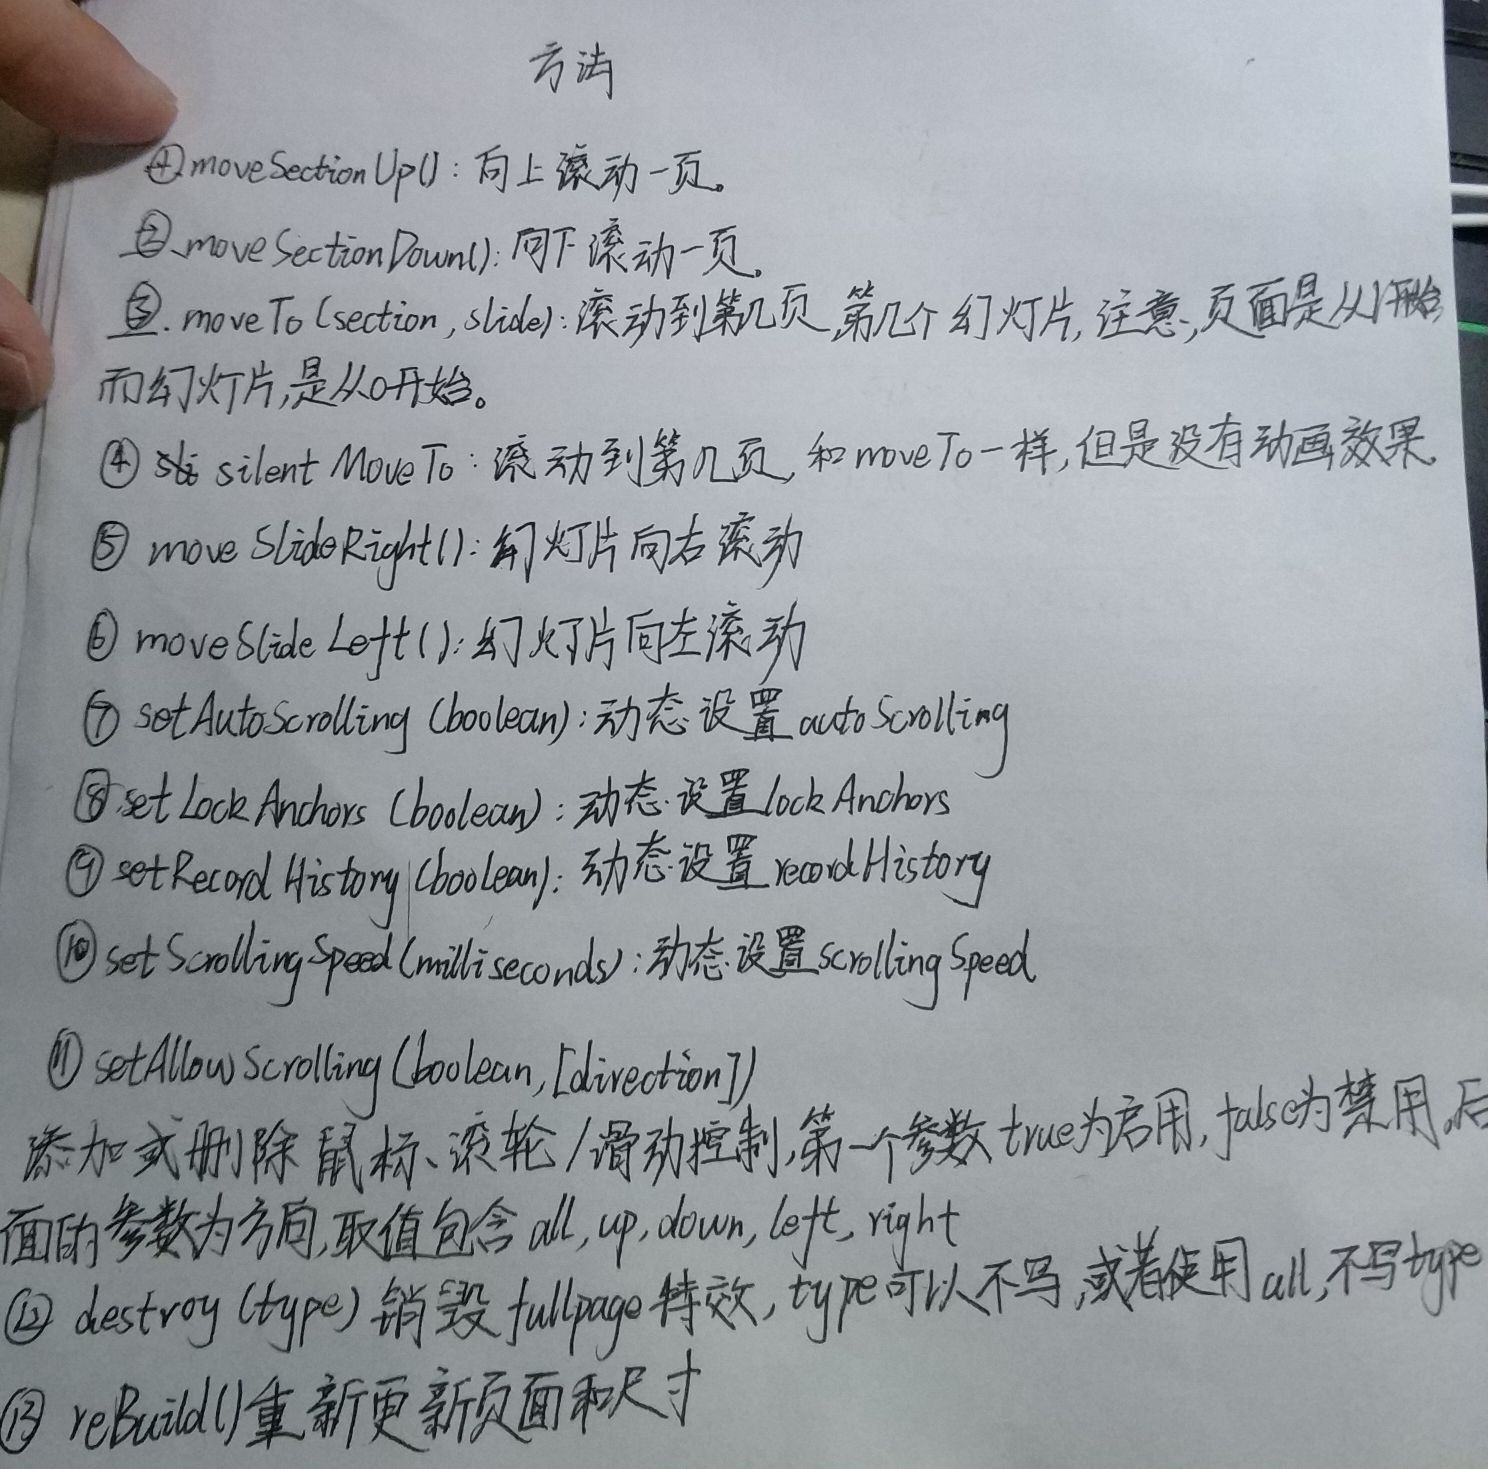 方法
①moveSectionUp():向上滚动一页。
②.moveSectionDown():向下滚动一页。
③.moveTo(section,slide):滚动到第几页,第几个幻灯片,注意,页面是从1开始,
而幻灯片,是从0开始。
④ silentMoveTo:滚动到第几页,和moveTo一样,但是没有动画效果.
⑤ moveSlideRight():幻灯片向右滚动
⑥ moveSlideLeft():幻灯片向左滚动
⑦ setAutoScrolling(boolean):动态设置autoScrolling
⑧ setLockAnchors(boolean):动态设置lockAnchors
⑨ setRecordHistory(boolean):动态设置recordHistory
⑩ setScrollingSpeed(milliseconds):动态设置scrollingSpeed
⑪ setAllowScrolling(boolean,[direction])
添加或删除鼠标、滚轮/滑动控制,第一个参数true为启用,false为禁用,后
面的参数为方向,取值包含all,up,down,left,right
⑫ destroy(type)销毁fullpage特效,type可以不写,或者使用all,不写type
⑬ reBuild()重新更新页面和尺寸